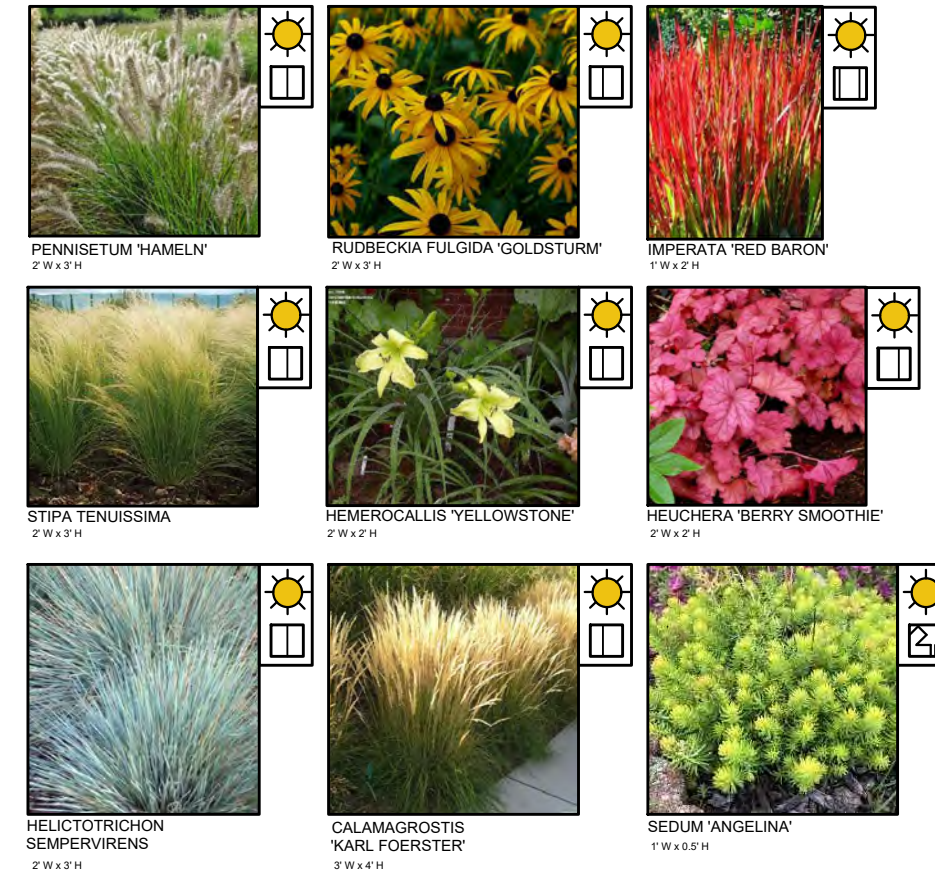 PENNISETUM 'HAMELN'
2' W x 3' H
RUDBECKIA FULGIDA 'GOLDSTURM'
2' W x 3' H
IMPERATA 'RED BARON'
1' W x 2' H
STIPA TENUISSIMA
2' W x 3' H
HEMEROCALLIS 'YELLOWSTONE'
2' W x 2' H
HEUCHERA 'BERRY SMOOTHIE'
2' W x 2' H
HELICTOTRICHON
SEMPERVIRENS
2' W x 3' H
CALAMAGROSTIS
'KARL FOERSTER'
3' W x 4' H
SEDUM 'ANGELINA'
1' W x 0.5' H